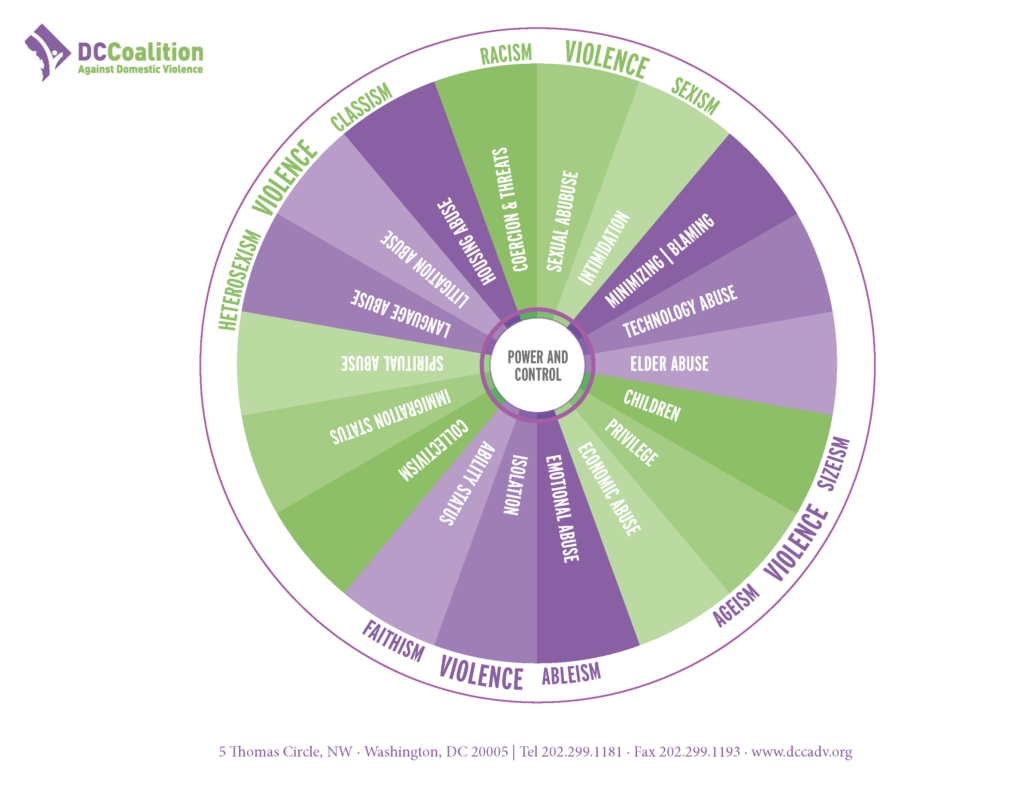 DCCoalition
Against Domestic Violence
RACISM
VIOLENCE
SEXISM
SIZEISM
VIOLENCE
AGEISM
ABLEISM
VIOLENCE
FAITHISM
HETEROSEXISM
VIOLENCE
CLASSISM
COERCION & THREATS
SEXUAL ABUBUSE
INTIMIDATION
MINIMIZING | BLAMING
TECHNOLOGY ABUSE
ELDER ABUSE
CHILDREN
PRIVILEGE
ECONOMIC ABUSE
EMOTIONAL ABUSE
ISOLATION
ABILITY STATUS
COLLECTIVISM
IMMIGRATION STATUS
SPIRITUAL ABUSE
LANGUAGE ABUSE
LITIGATION ABUSE
HOUSING ABUSE
POWER AND
CONTROL
5 Thomas Circle, NW · Washington, DC 20005 | Tel 202.299.1181 · Fax 202.299.1193 · www.dccadv.org